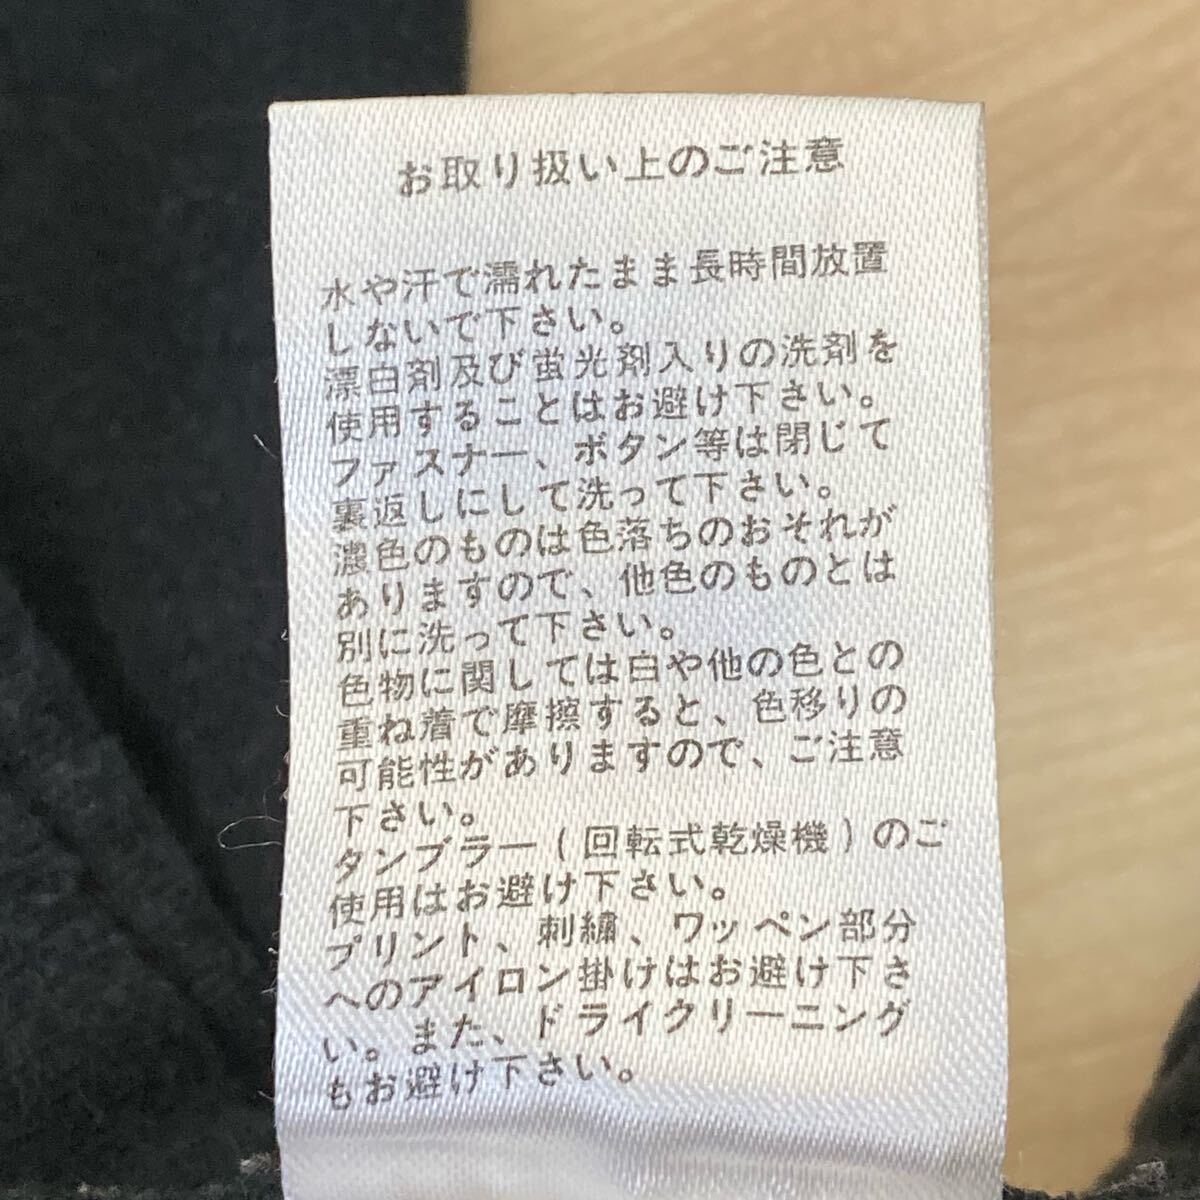 お取り扱い上のご注意
水や汗で濡れたまま長時間放置
しないで下さい。
漂白剤及び蛍光剤入りの洗剤を
使用することはお避け下さい。
ファスナー、ボタン等は閉じて
裏返しにして洗って下さい。
濃色のものは色落ちのおそれが
ありますので、他色のものとは
別に洗って下さい。
色物に関しては白や他の色との
重ね着で摩擦すると、色移りの
可能性がありますので、ご注意
下さい。
タンブラー(回転式乾燥機)のご
使用はお避け下さい。
プリント、刺繍、ワッペン部分
へのアイロン掛けはお避け下さ
い。また、ドライクリーニング
もお避け下さい。